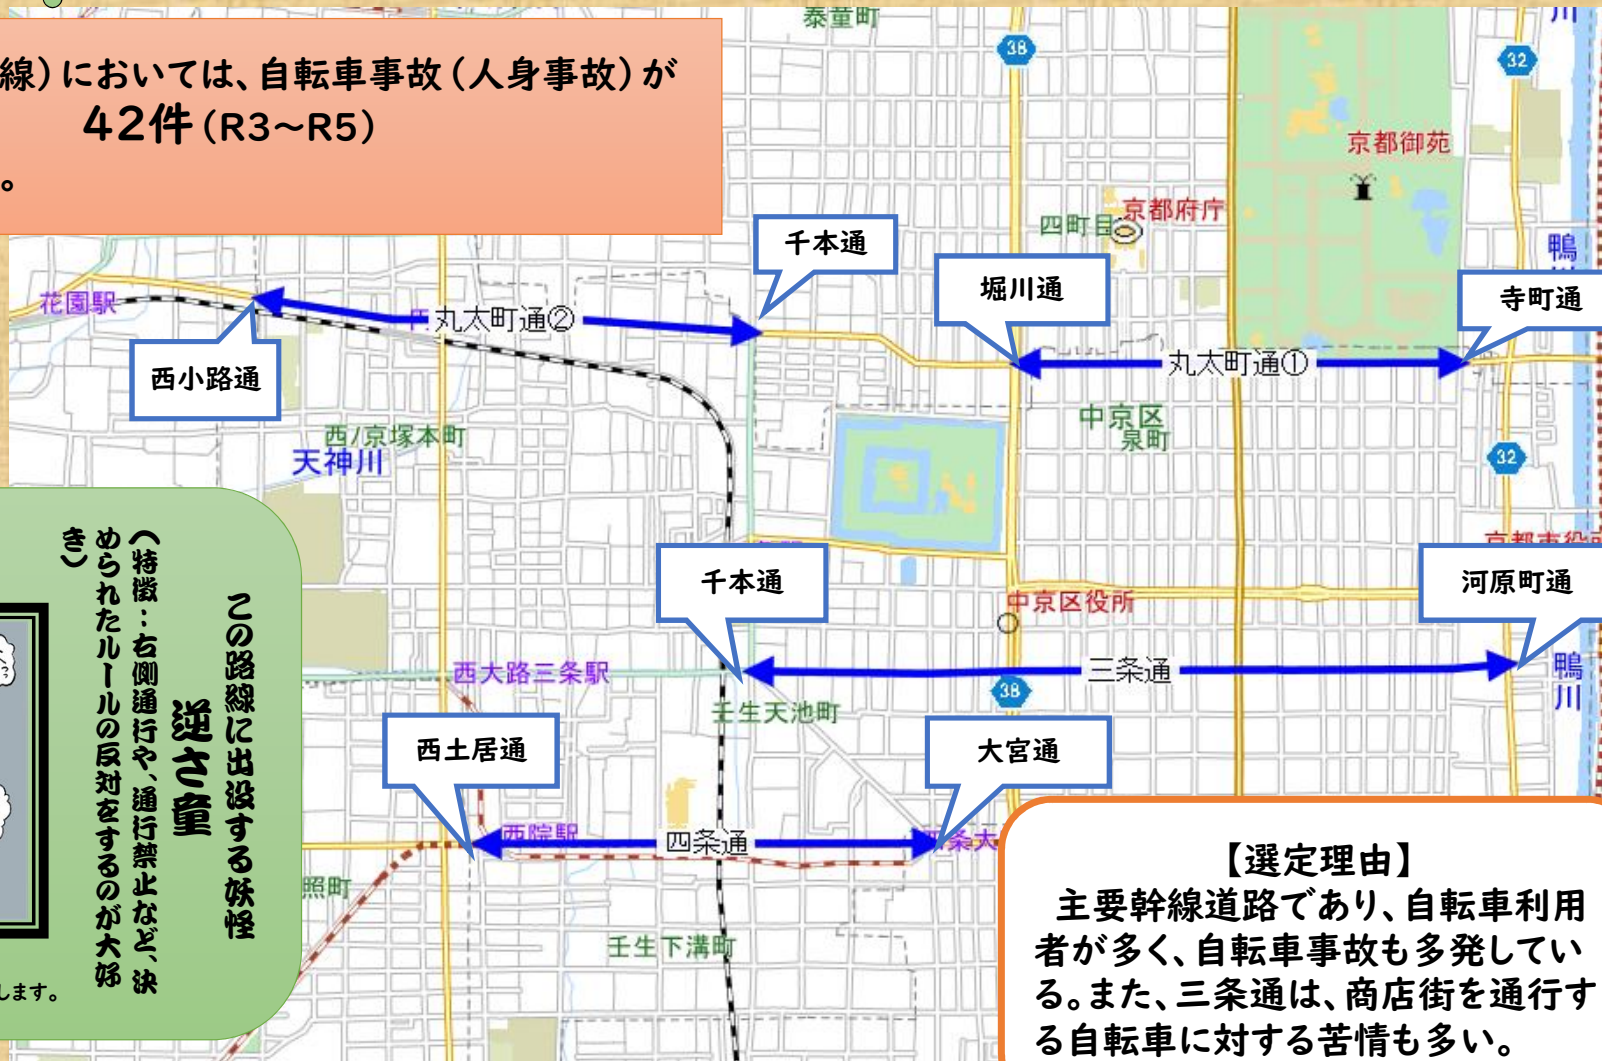 線)においては、自転車事故(人身事故)が
42件(R3～R5)
。
泰童町
38
32
川
京都御苑
京都府庁
四町目
鴨
千本通
堀川通
寺町通
花園駅
丸太町通②
丸太町通①
西小路通
中京区
泉町
西ノ京塚本町
天神川
32
この路線に出没する妖怪
逆さ童
(特徴：右側通行や、通行禁止など、決
められたルールの反対をするのが大好
き)
します。
千本通
河原町通
中京区役所
西大路三条駅
三条通
鴨川
38
壬生天池町
西土居通
大宮通
西院駅
四条通
四条大
照町
壬生下溝町
【選定理由】
主要幹線道路であり、自転車利用
者が多く、自転車事故も多発してい
る。また、三条通は、商店街を通行す
る自転車に対する苦情も多い。